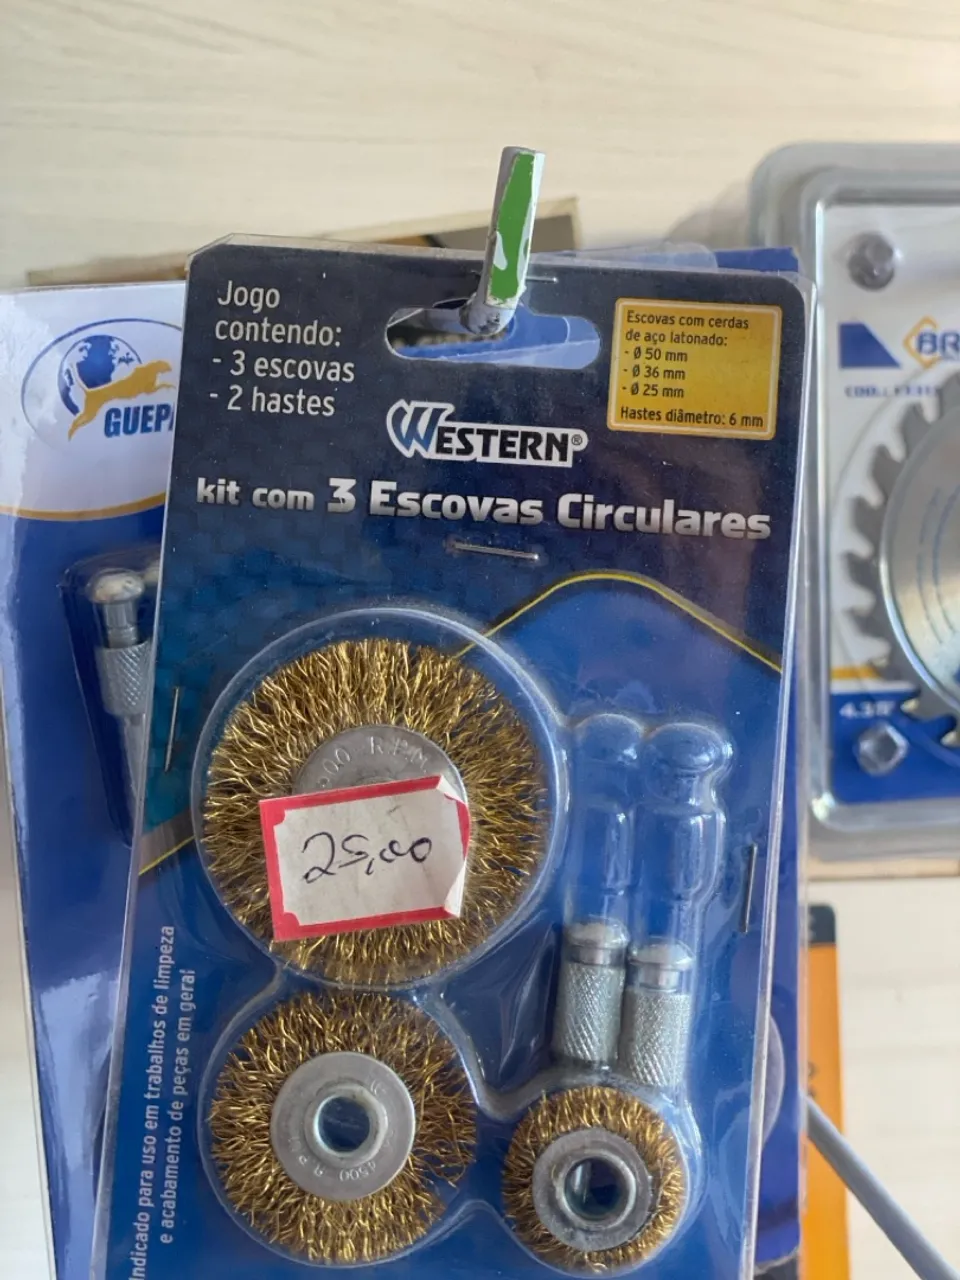 Jogo
contendo:
- 3 escovas
- 2 hastes
Escovas com cerdas
de aço latonado:
- Ø 50 mm
- Ø 36 mm
- Ø 25 mm
Hastes diâmetro: 6 mm
WESTERN®
kit com 3 Escovas Circulares
R.P.M
25,00
4500 R.P
Indicado para uso em trabalhos de limpeza
e acabamento de peças em geral
GUEPA
BR